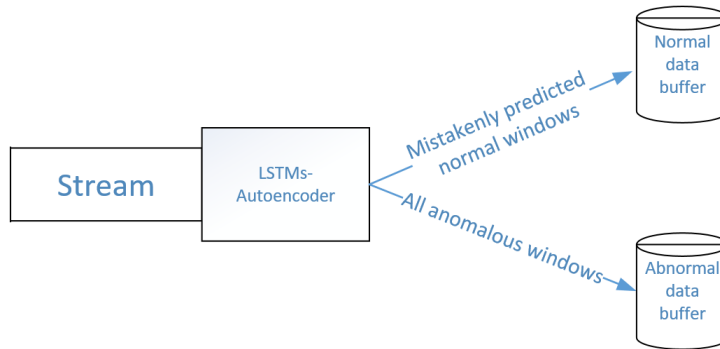 Stream
LSTMs-
Autoencoder
Mistakenly predicted
normal windows
All anomalous windows
Normal
data
buffer
Abnormal
data
buffer